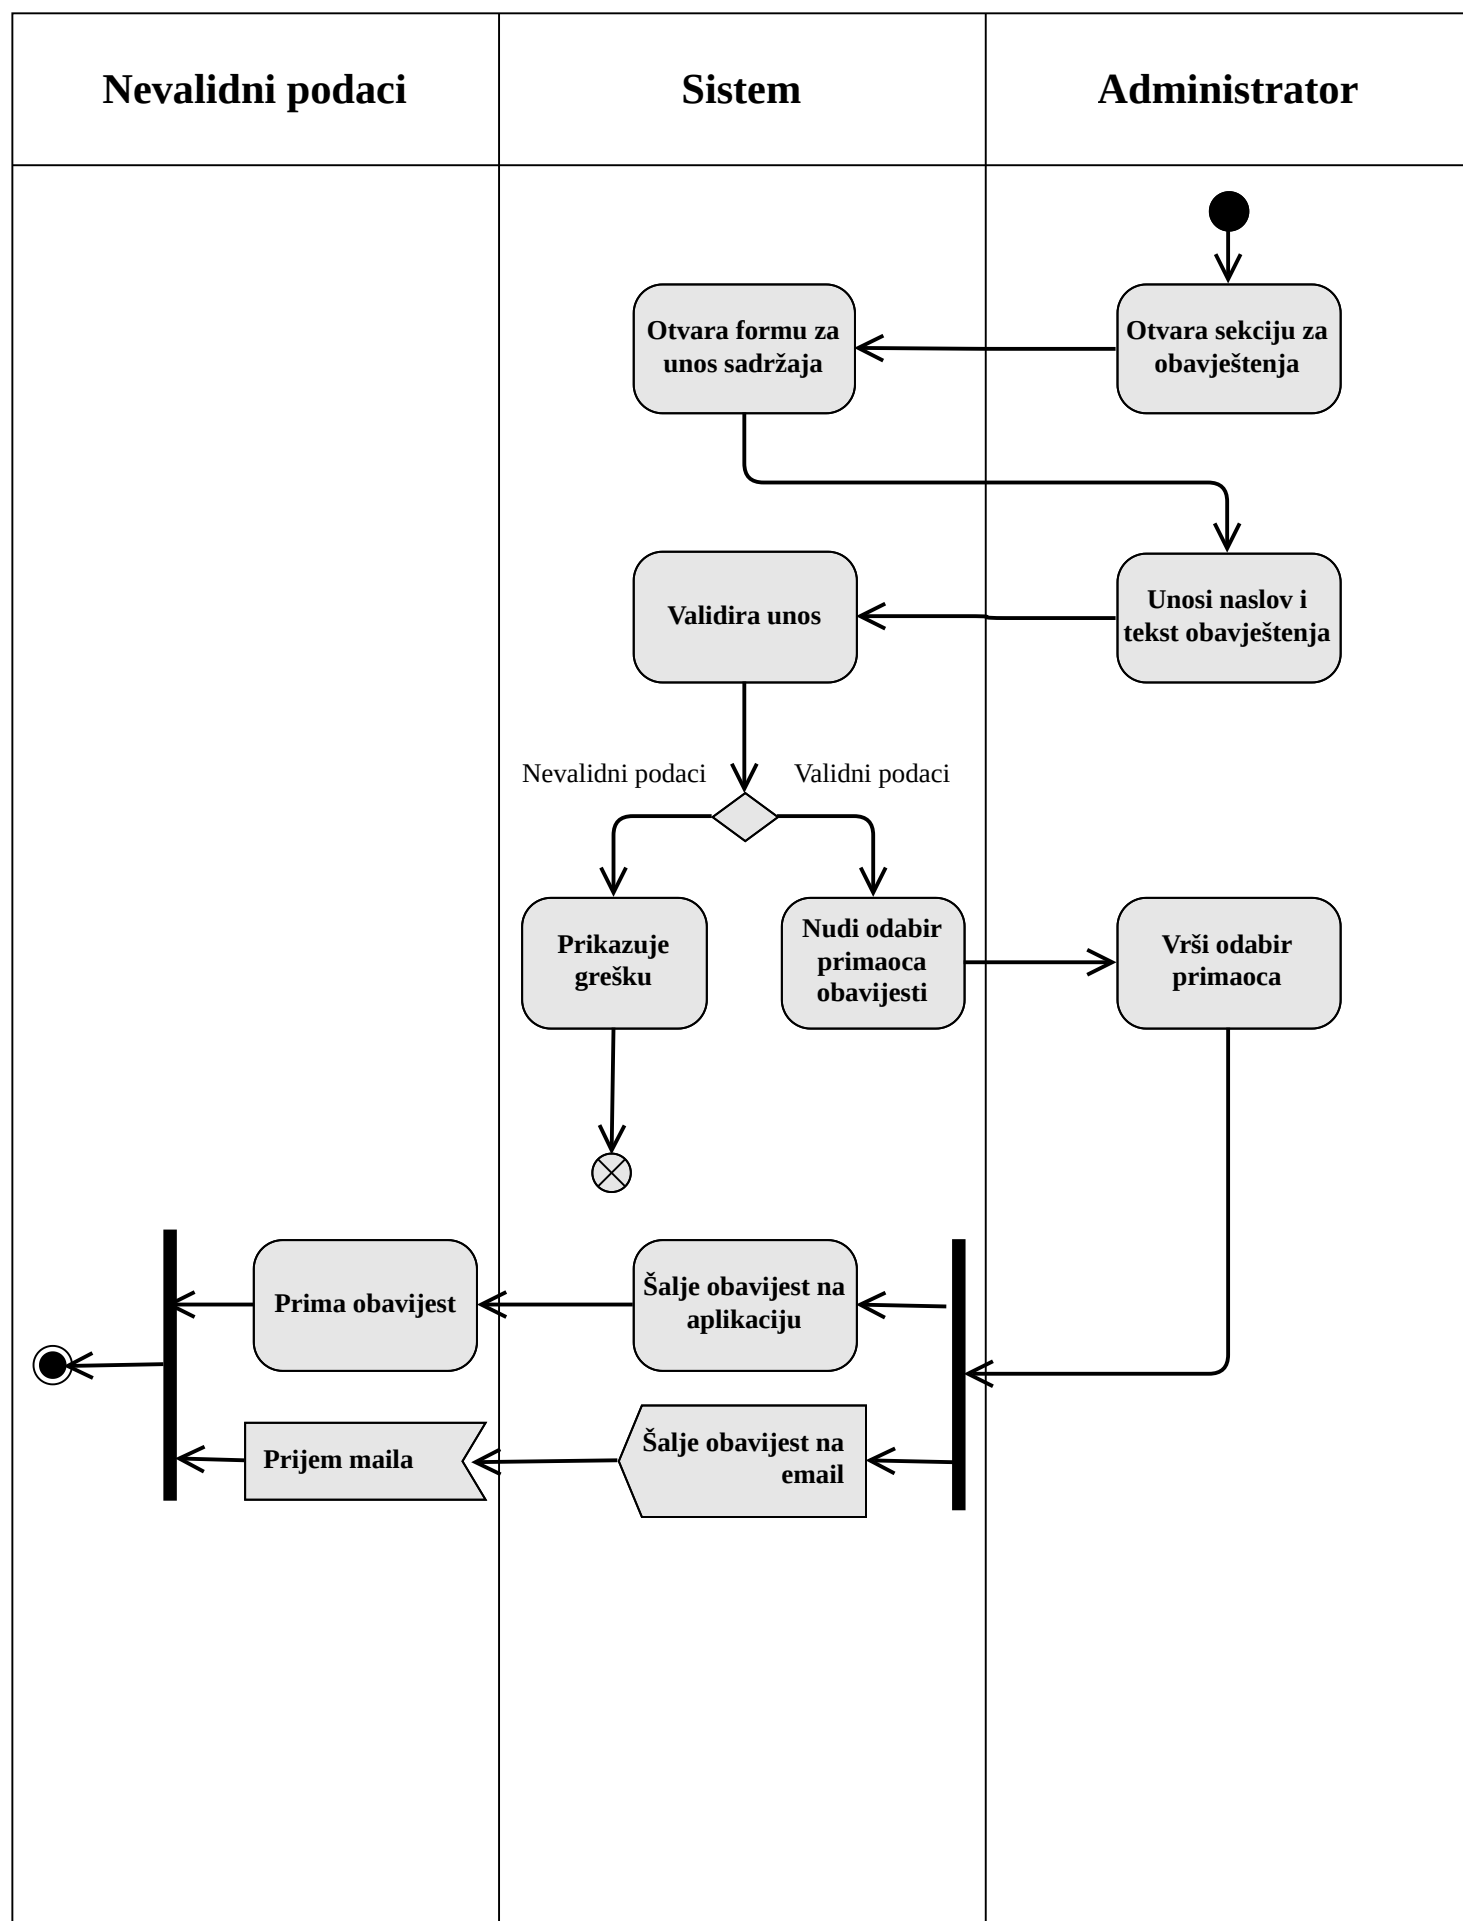 Nevalidni podaci
Sistem
Administrator
Otvara formu za
unos sadržaja
Otvara sekciju za
obavještenja
Validira unos
Unosi naslov i
tekst obavještenja
Nevalidni podaci
Validni podaci
Prikazuje
grešku
Nudi odabir
primaoca
obavijesti
Vrši odabir
primaoca
Prima obavijest
Šalje obavijest na
aplikaciju
Prijem maila
Šalje obavijest na
email